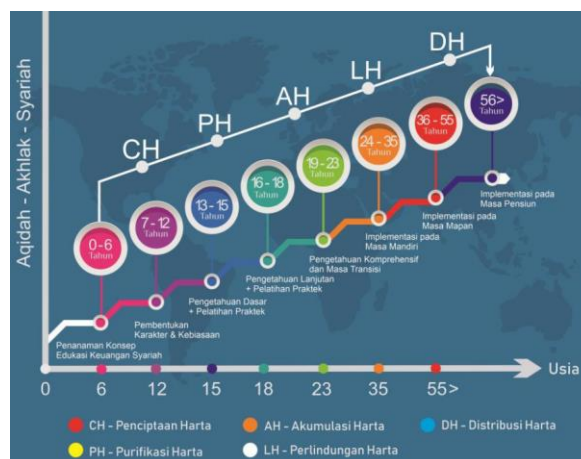 Aqidah - Akhlak - Syariah
CH
PH
AH
LH
DH
0-6
Tahun
7-12
Tahun
13-15
Tahun
16-18
Tahun
19-23
Tahun
24-35
Tahun
36-55
Tahun
56>
Tahun
Penanaman Konsep
Edukasi Keuangan Syariah
Pembentukan
Karakter & Kebiasaan
Pengetahuan Dasar
+ Pelatihan Praktek
Pengetahuan Lanjutan
+ Pelatihan Praktek
Pengetahuan Komprehensif
dan Masa Transisi
Implementasi pada
Masa Mandiri
Implementasi pada
Masa Mapan
Implementasi pada
Masa Pensiun
Usia
0 6 12 15 18 23 35 55>
CH - Penciptaan Harta
AH - Akumulasi Harta
DH - Distribusi Harta
PH - Purifikasi Harta
LH - Perlindungan Harta